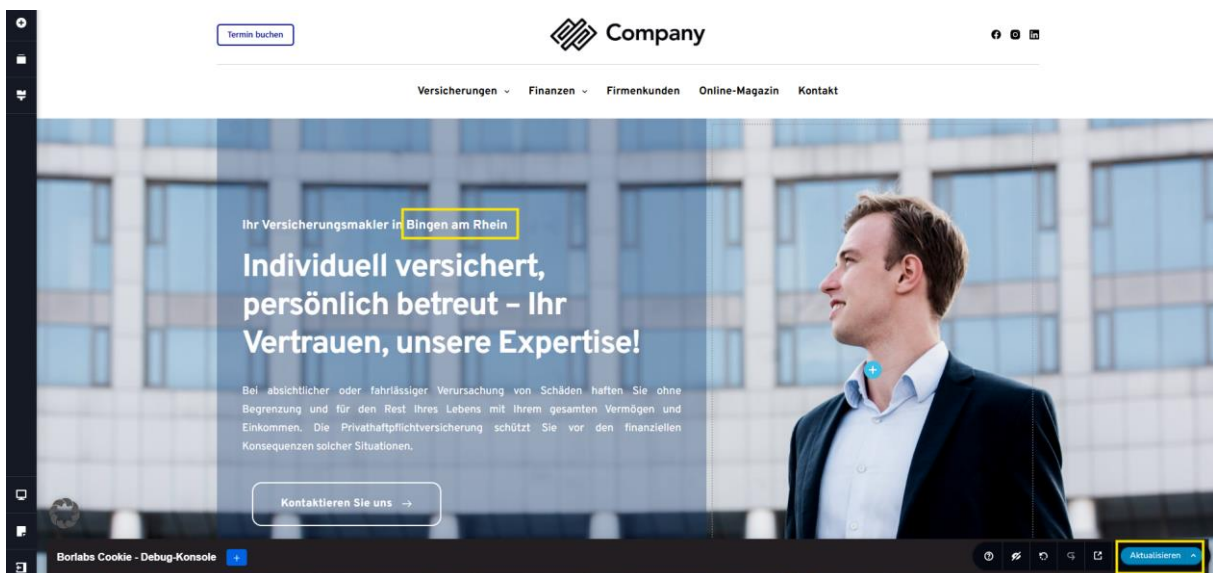 Termin buchen
Company
Versicherungen
Finanzen
Firmenkunden
Online-Magazin
Kontakt
Ihr Versicherungsmakler in Bingen am Rhein
Individuell versichert,
persönlich betreut – Ihr
Vertrauen, unsere Expertise!
Bei absichtlicher oder fahrlässiger Verursachung von Schäden haften Sie ohne
Begrenzung und für den Rest Ihres Lebens mit Ihrem gesamten Vermögen und
Einkommen. Die Privathaftpflichtversicherung schützt Sie vor den finanziellen
Konsequenzen solcher Situationen.
Kontaktieren Sie uns →
Borlabs Cookie - Debug-Konsole +
Aktualisieren